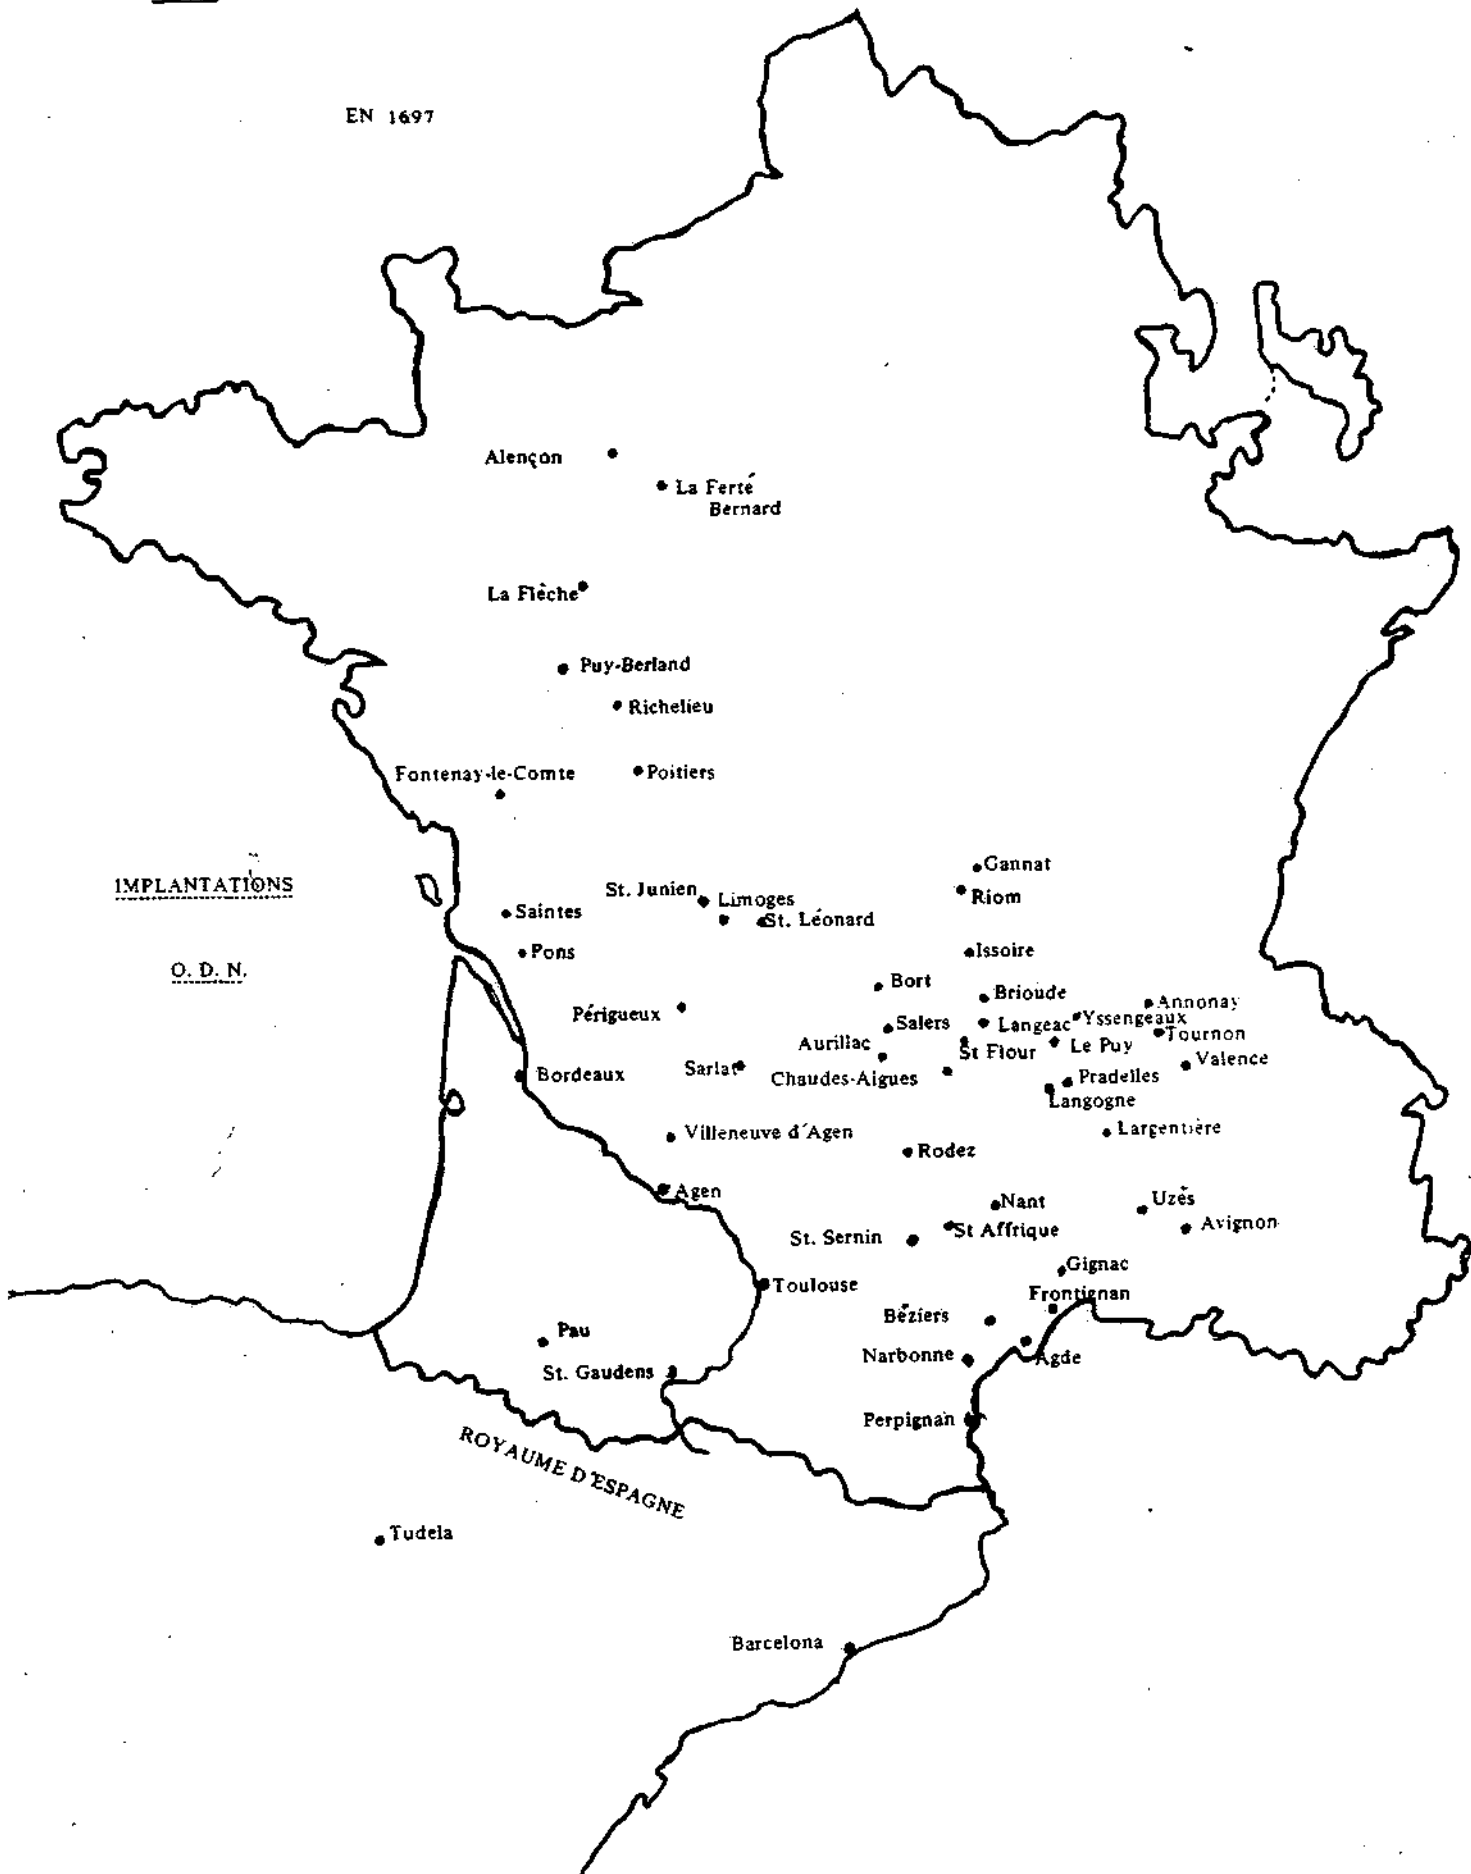 EN 1697
Alençon
La Ferté
Bernard
La Flèche
Puy-Berland
Richelieu
Fontenay-le-Comte
Poitiers
Gannat
IMPLANTATIONS
St. Junien
Riom
Limoges
Saintes
St. Léonard
Pons
Issoire
O. D. N.
Bort
Brioude
Annonay
Périgueux
Salers
Langeac
Yssengeaux
Tournon
Aurillac
St Flour
Le Puy
Valence
Bordeaux
Sarlat
Chaudes-Aigues
Pradelles
Langogne
Villeneuve d'Agen
Largentière
Rodez
Agen
Nant
Uzès
St. Sernin
St Affrique
Avignon
Gignac
Toulouse
Frontignan
Béziers
Pau
Narbonne
Agde
St. Gaudens
Perpignan
ROYAUME D'ESPAGNE
Tudela
Barcelona